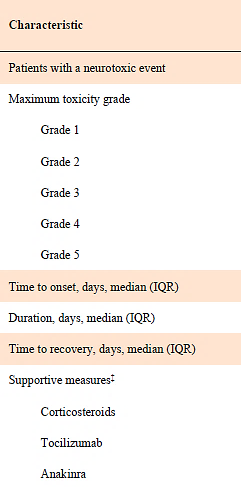 Characteristic
Patients with a neurotoxic event
Maximum toxicity grade
Grade 1
Grade 2
Grade 3
Grade 4
Grade 5
Time to onset, days, median (IQR)
Duration, days, median (IQR)
Time to recovery, days, median (IQR)
Supportive measures‡
Corticosteroids
Tocilizumab
Anakinra